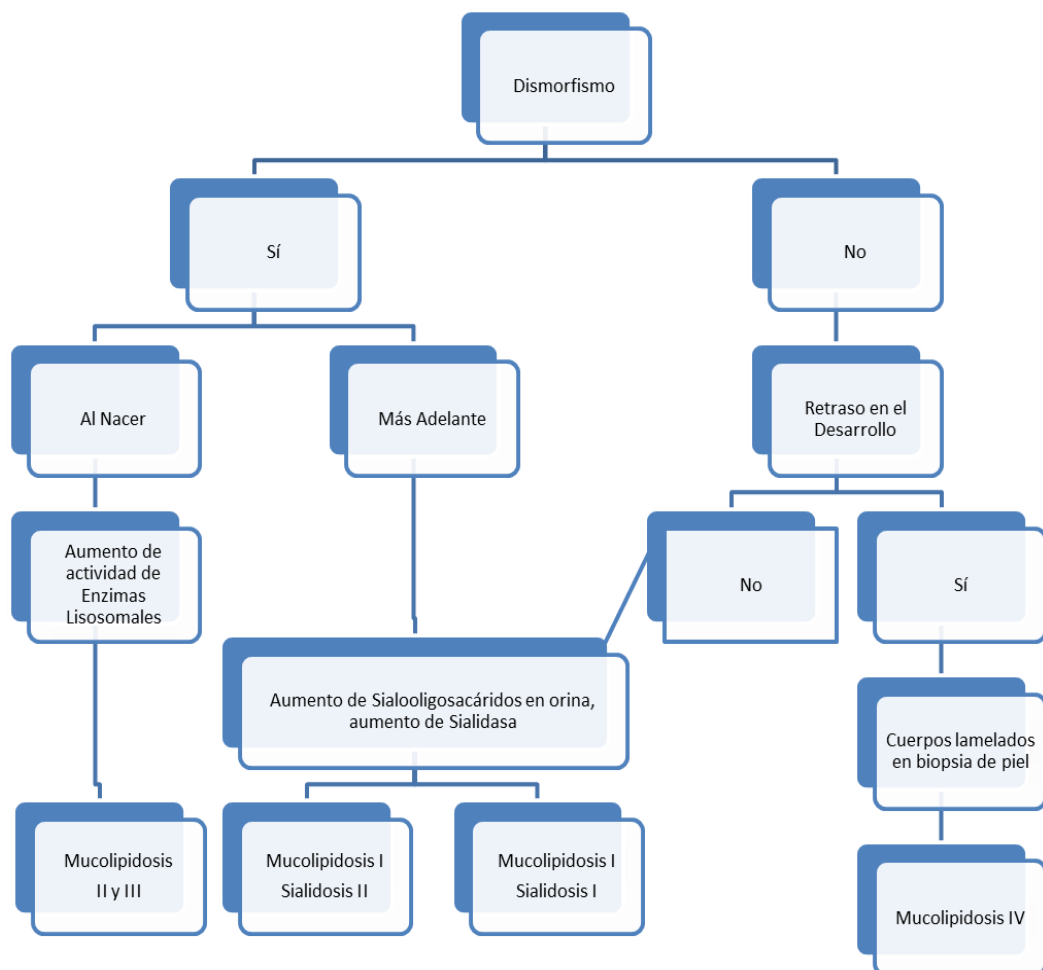 Dismorfismo
Sí
No
Al Nacer
Más Adelante
Retraso en el
Desarrollo
Aumento de
actividad de
Enzimas
Lisosomales
No
Sí
Aumento de Sialooligosacáridos en orina,
aumento de Sialidasa
Cuerpos lamelados
en biopsia de piel
Mucolipidosis
II y III
Mucolipidosis I
Sialidosis II
Mucolipidosis I
Sialidosis I
Mucolipidosis IV